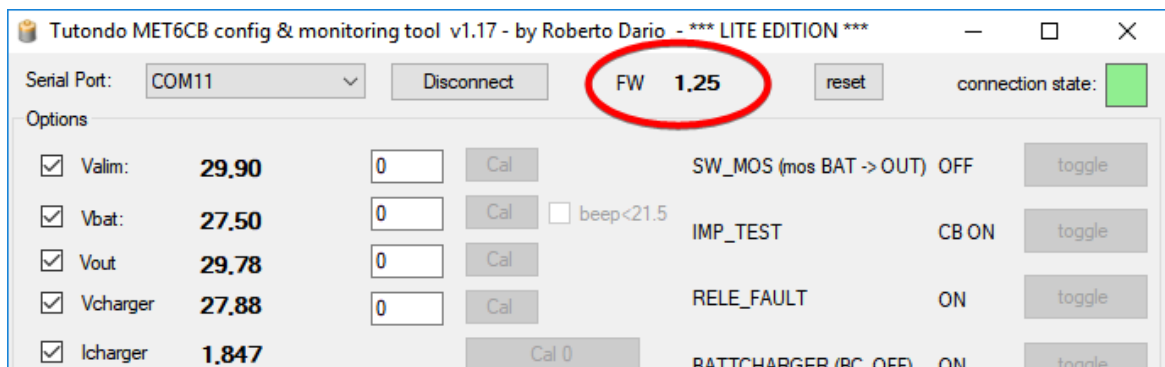 Tutondo MET6CB config & monitoring tool v1.17 - by Roberto Dario - *** LITE EDITION ***
Serial Port: COM11 Disconnect FW 1.25 reset connection state:
Options
Valim: 29.90 0 Cal SW_MOS (mos BAT -> OUT) OFF toggle
Vbat: 27.50 0 Cal beep<21.5 IMP_TEST CB ON toggle
Vout 29.78 0 Cal
Vcharger 27.88 0 Cal RELE_FAULT ON toggle
Icharger 1.847 Cal 0 BATTCHARGER (BC_OFF) ON toggle